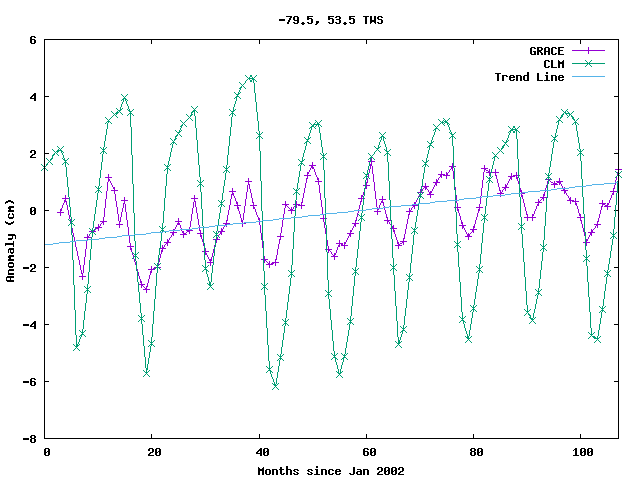 -79.5, 53.5 TWS
GRACE
CLM
Trend Line
6
4
2
0
-2
-4
-6
-8
Anomaly (cm)
0 20 40 60 80 100
Months since Jan 2002